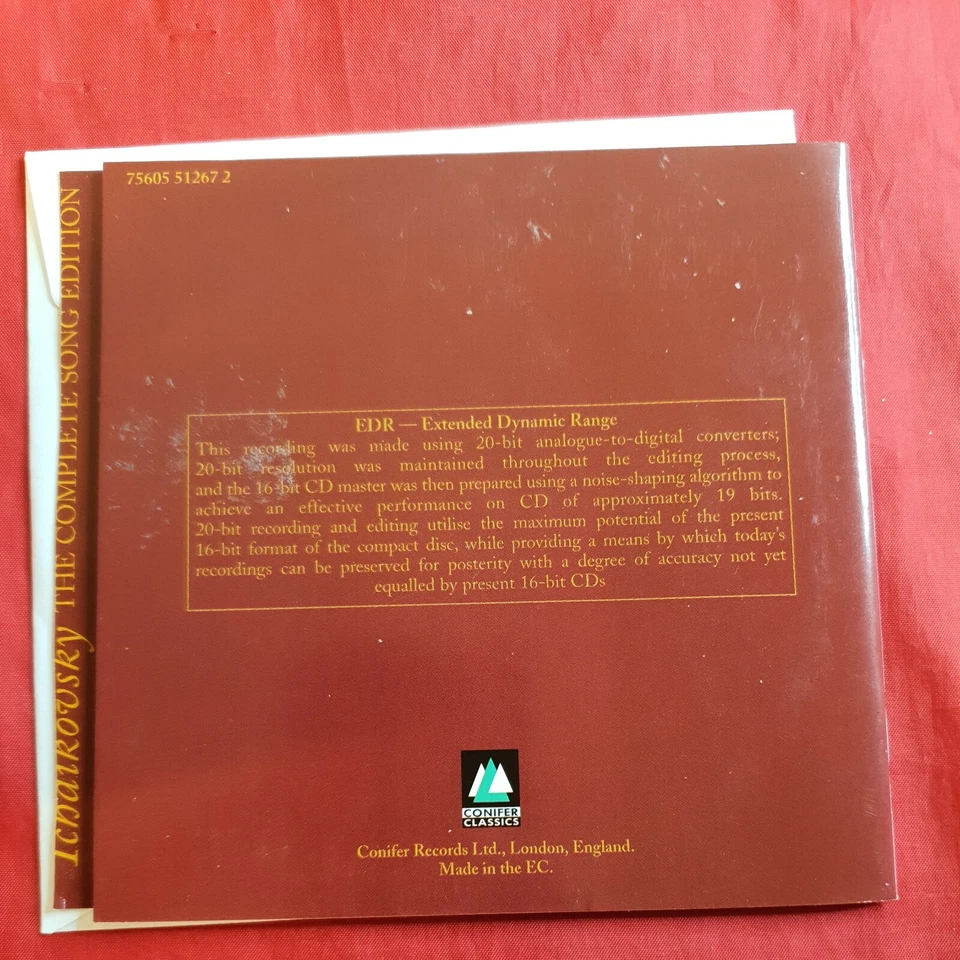 75605 51267 2
Tchaikovsky THE COMPLETE SONG EDITION
EDR — Extended Dynamic Range
This recording was made using 20-bit analogue-to-digital converters;
20-bit resolution was maintained throughout the editing process,
and the 16-bit CD master was then prepared using a noise-shaping algorithm to
achieve an effective performance on CD of approximately 19 bits.
20-bit recording and editing utilise the maximum potential of the present
16-bit format of the compact disc, while providing a means by which today's
recordings can be preserved for posterity with a degree of accuracy not yet
equalled by present 16-bit CDs
CONIFER
CLASSICS
Conifer Records Ltd., London, England.
Made in the EC.